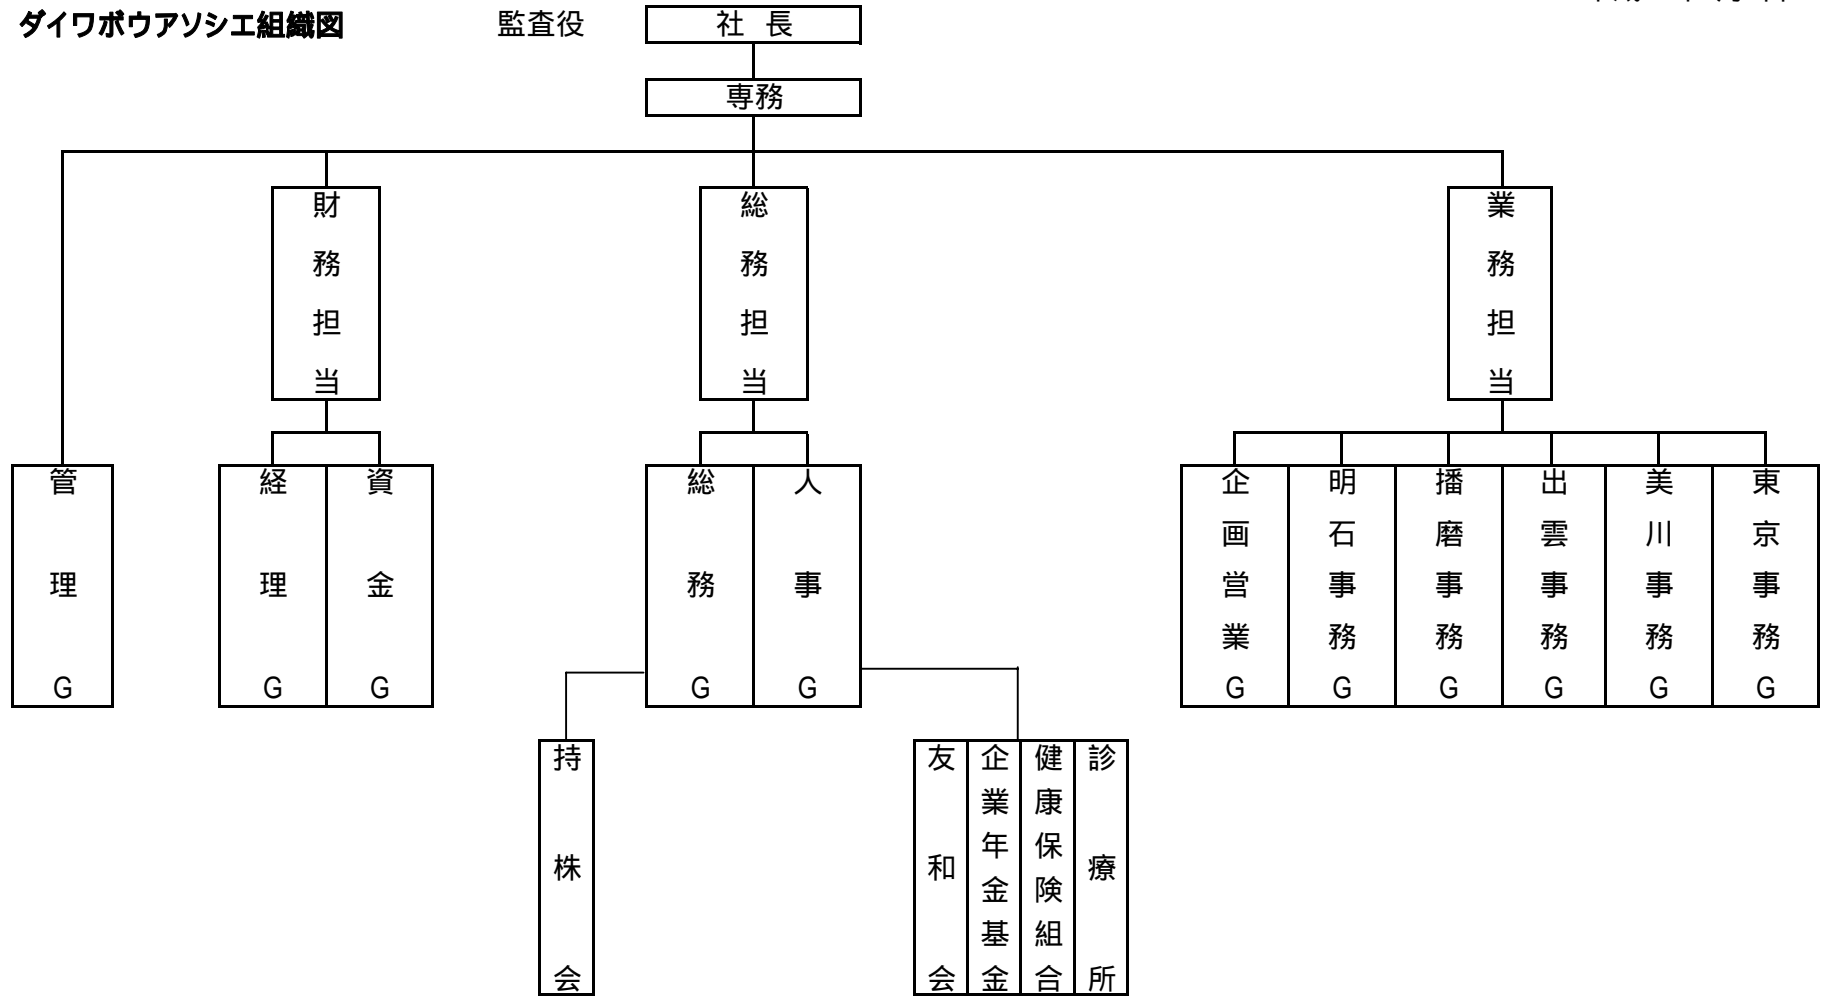 ダイワボウアソシエ組織図
監査役
社 長
専務
財務担当
総務担当
業務担当
管理G
経理G
資金G
総務G
人事G
企画営業G
明石事務G
播磨事務G
出雲事務G
美川事務G
東京事務G
持株会
友和会
企業年金基金
健康保険組合
診療所